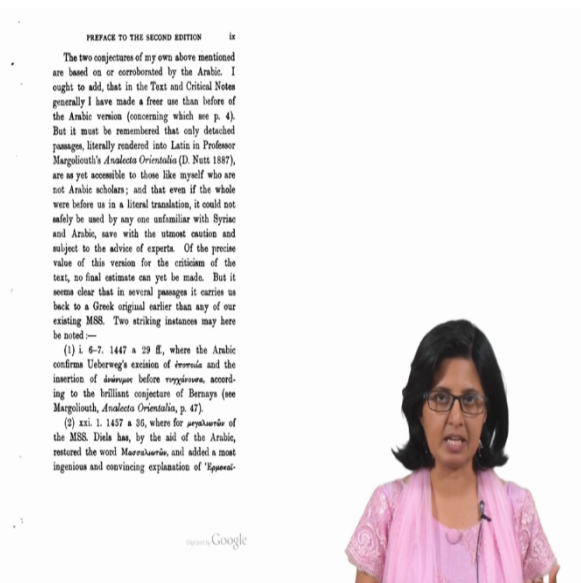 PREFACE TO THE SECOND EDITION ix
The two conjectures of my own above mentioned
are based on or corroborated by the Arabic. I
ought to add, that in the Text and Critical Notes
generally I have made a freer use than before of
the Arabic version (concerning which see p. 4).
But it must be remembered that only detached
passages, literally rendered into Latin in Professor
Margoliouth's Analecta Orientalia (D. Nutt 1887),
are as yet accessible to those like myself who are
not Arabic scholars; and that even if the whole
were before us in a literal translation, it could not
safely be used by any one unfamiliar with Syriac
and Arabic, save with the utmost caution and
subject to the advice of experts. Of the precise
value of this version for the criticism of the
text, no final estimate can yet be made. But it
seems clear that in several passages it carries us
back to a Greek original earlier than any of our
existing MSS. Two striking instances may here
be noted :—
(1) i. 6-7. 1447 a 29 ff., where the Arabic
confirms Ueberweg's excision of ἐποποιία and the
insertion of ἀνώνυμος before τυγχάνουσα, accord-
ing to the brilliant conjecture of Bernays (see
Margoliouth, Analecta Orientalia, p. 47).
(2) xxi. 1. 1457 a 36, where for μεγαλιωτῶν of
the MSS. Diels has, by the aid of the Arabic,
restored the word Μασσαλιωτῶν, and added a most
ingenious and convincing explanation of Ἑρμοκαϊ-
Digitized by Google